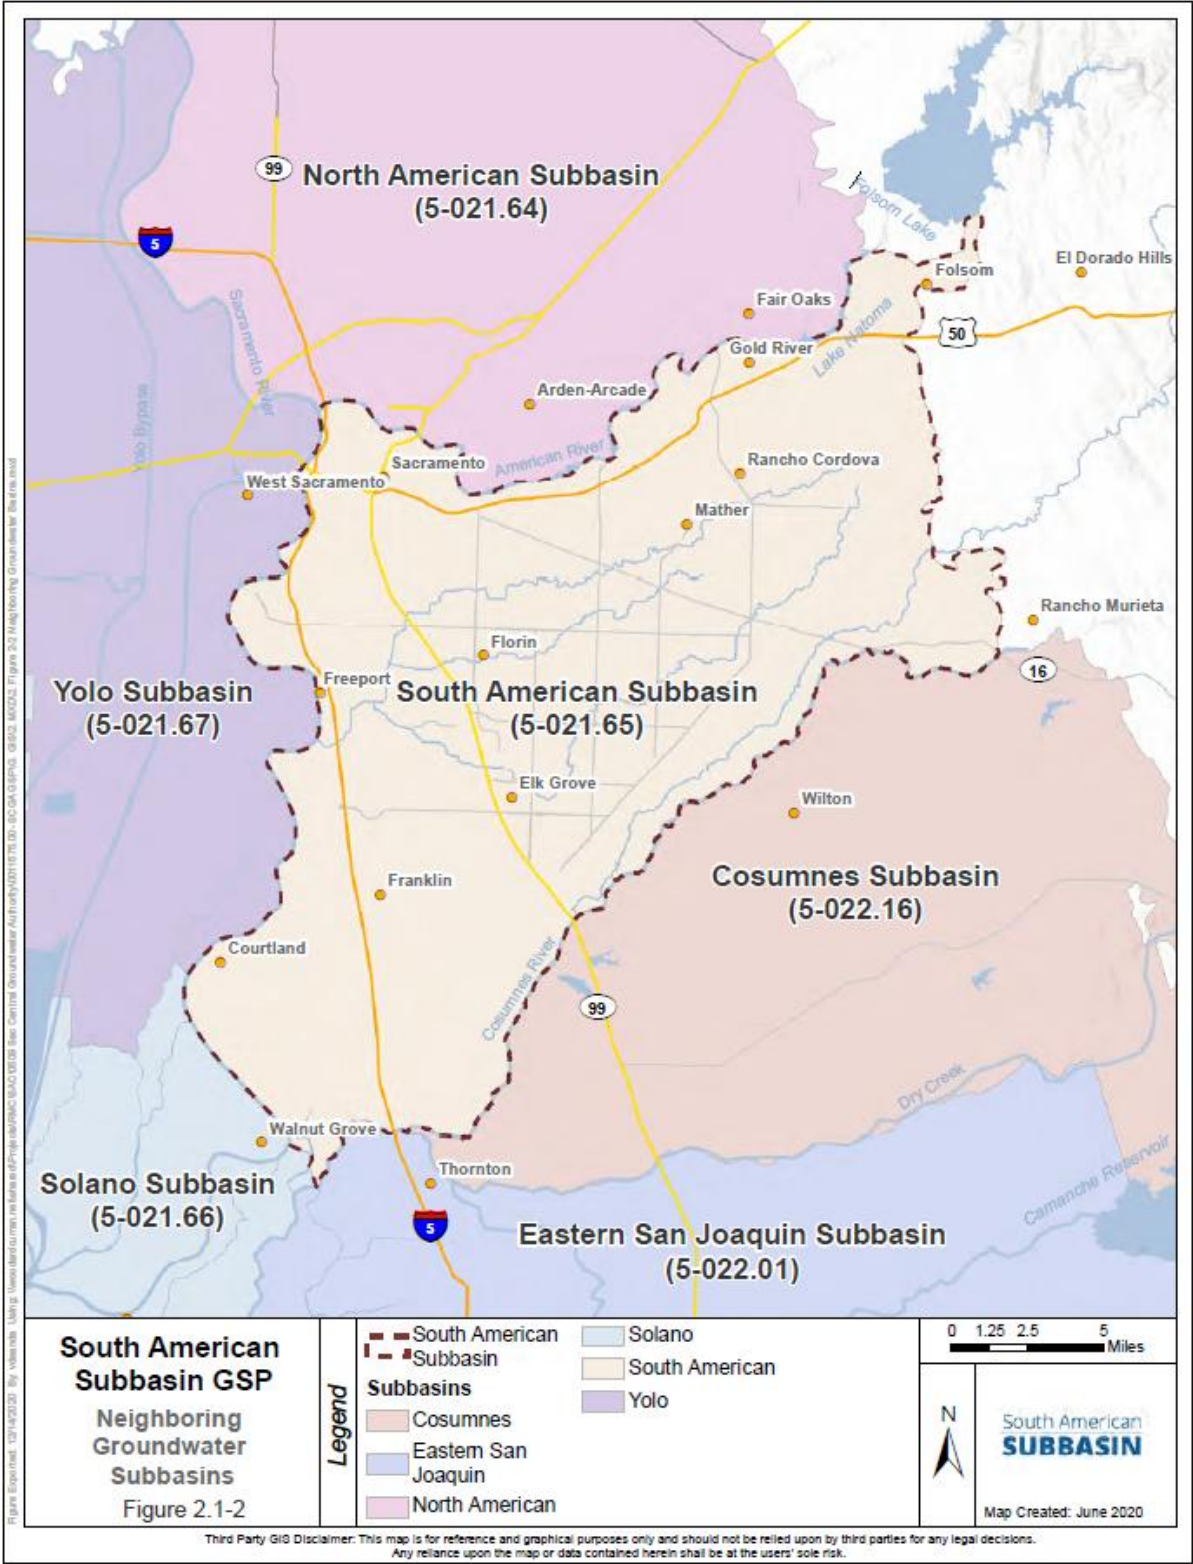 99
North American Subbasin
(5-021.64)
5
Folsom Lake
Folsom
El Dorado Hills
Fair Oaks
Lake Natoma
50
Gold River
Sacramento River
Yolo Bypass
Arden-Arcade
American River
Sacramento
West Sacramento
Rancho Cordova
Mather
Rancho Murieta
Florin
16
Freeport
Yolo Subbasin
(5-021.67)
South American Subbasin
(5-021.65)
Elk Grove
Wilton
Franklin
Cosumnes Subbasin
(5-022.16)
Courtland
Cosumnes River
99
Dry Creek
Walnut Grove
Thornton
Camanche Reservoir
Solano Subbasin
(5-021.66)
5
Eastern San Joaquin Subbasin
(5-022.01)
South American
Subbasin GSP
Neighboring
Groundwater
Subbasins
Figure 2.1-2
Legend
South American
Subbasin
Subbasins
Cosumnes
Eastern San
Joaquin
North American
Solano
South American
Yolo
0 1.25 2.5 5
Miles
N
South American
SUBBASIN
Map Created: June 2020
Third Party GIS Disclaimer: This map is for reference and graphical purposes only and should not be relied upon by third parties for any legal decisions.
Any reliance upon the map or data contained herein shall be at the users' sole risk.